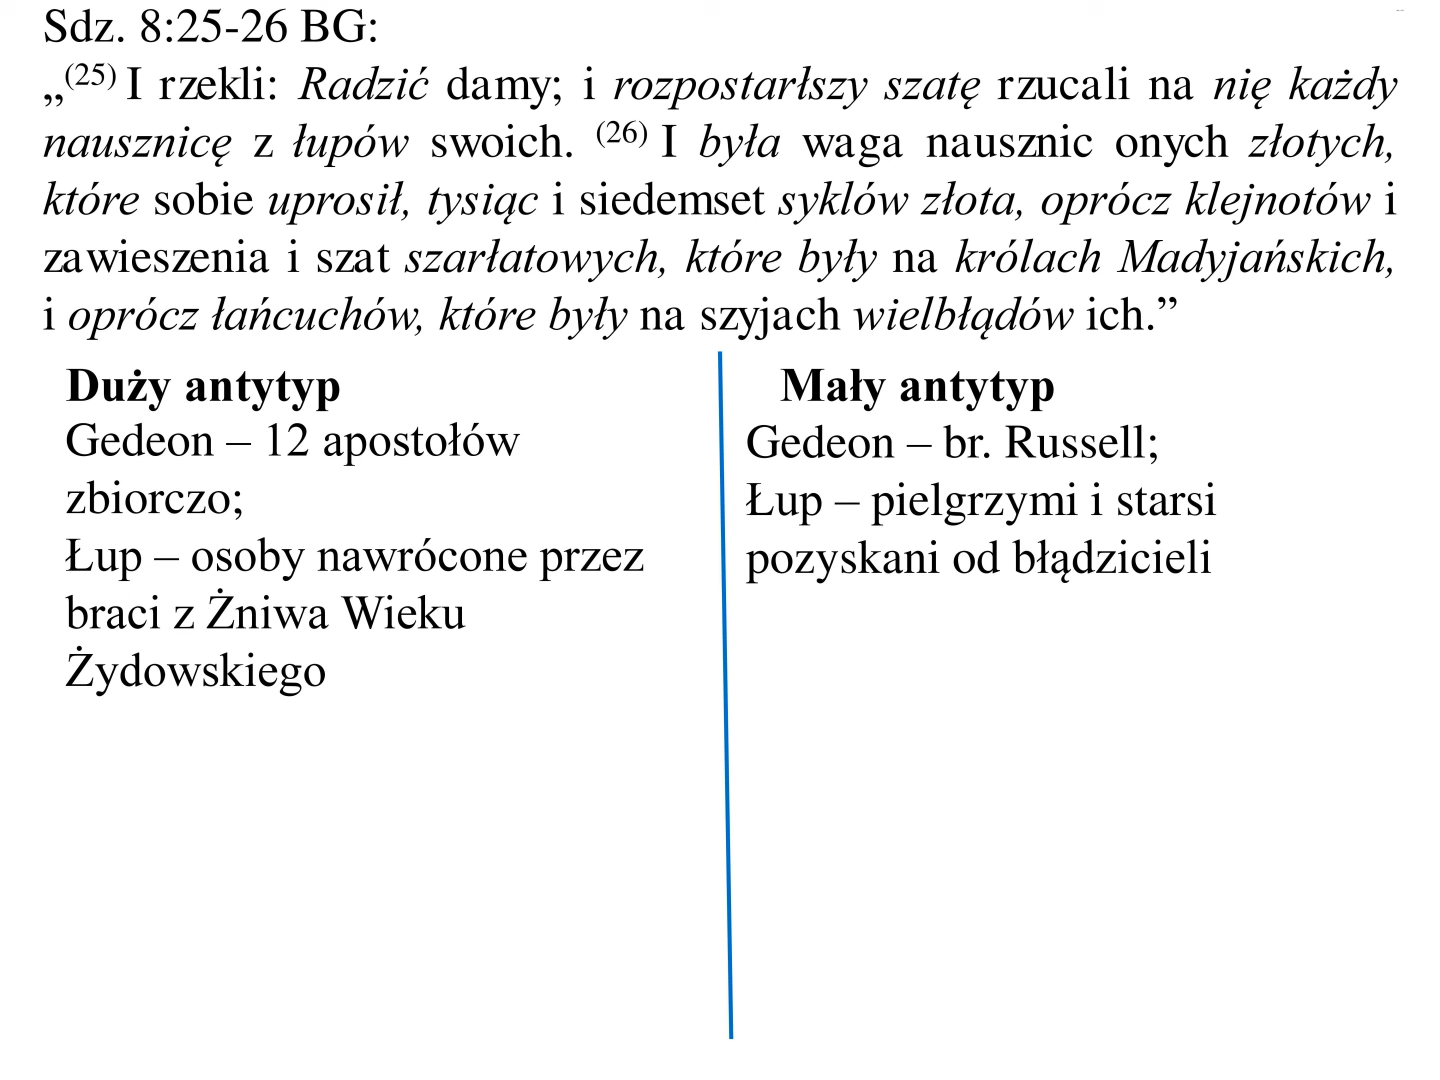 Sdz. 8:25-26 BG:
„(25) I rzekli: Radzić damy; i rozpostarłszy szatę rzucali na nię każdy
nausznicę z łupów swoich. (26) I była waga nausznic onych złotych,
które sobie uprosił, tysiąc i siedemset syklów złota, oprócz klejnotów i
zawieszenia i szat szarłatowych, które były na królach Madyjańskich,
i oprócz łańcuchów, które były na szyjach wielbłądów ich.”
Duży antytyp
Gedeon – 12 apostołów
zbiorczo;
Łup – osoby nawrócone przez
braci z Żniwa Wieku
Żydowskiego
Mały antytyp
Gedeon – br. Russell;
Łup – pielgrzymi i starsi
pozyskani od błądzicieli